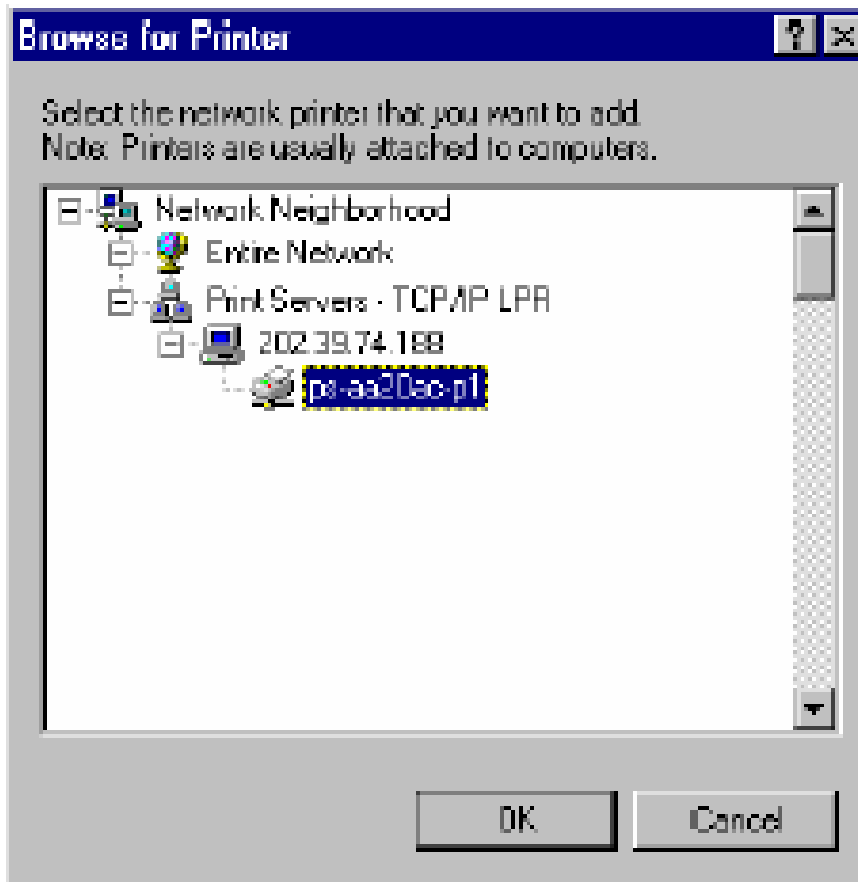 Browse for Printer
Select the network printer that you want to add.
Note: Printers are usually attached to computers.
Network Neighborhood
Entire Network
Print Servers - TCP/IP LPR
202.39.74.188
ps-aa20ac-p1
OK
Cancel